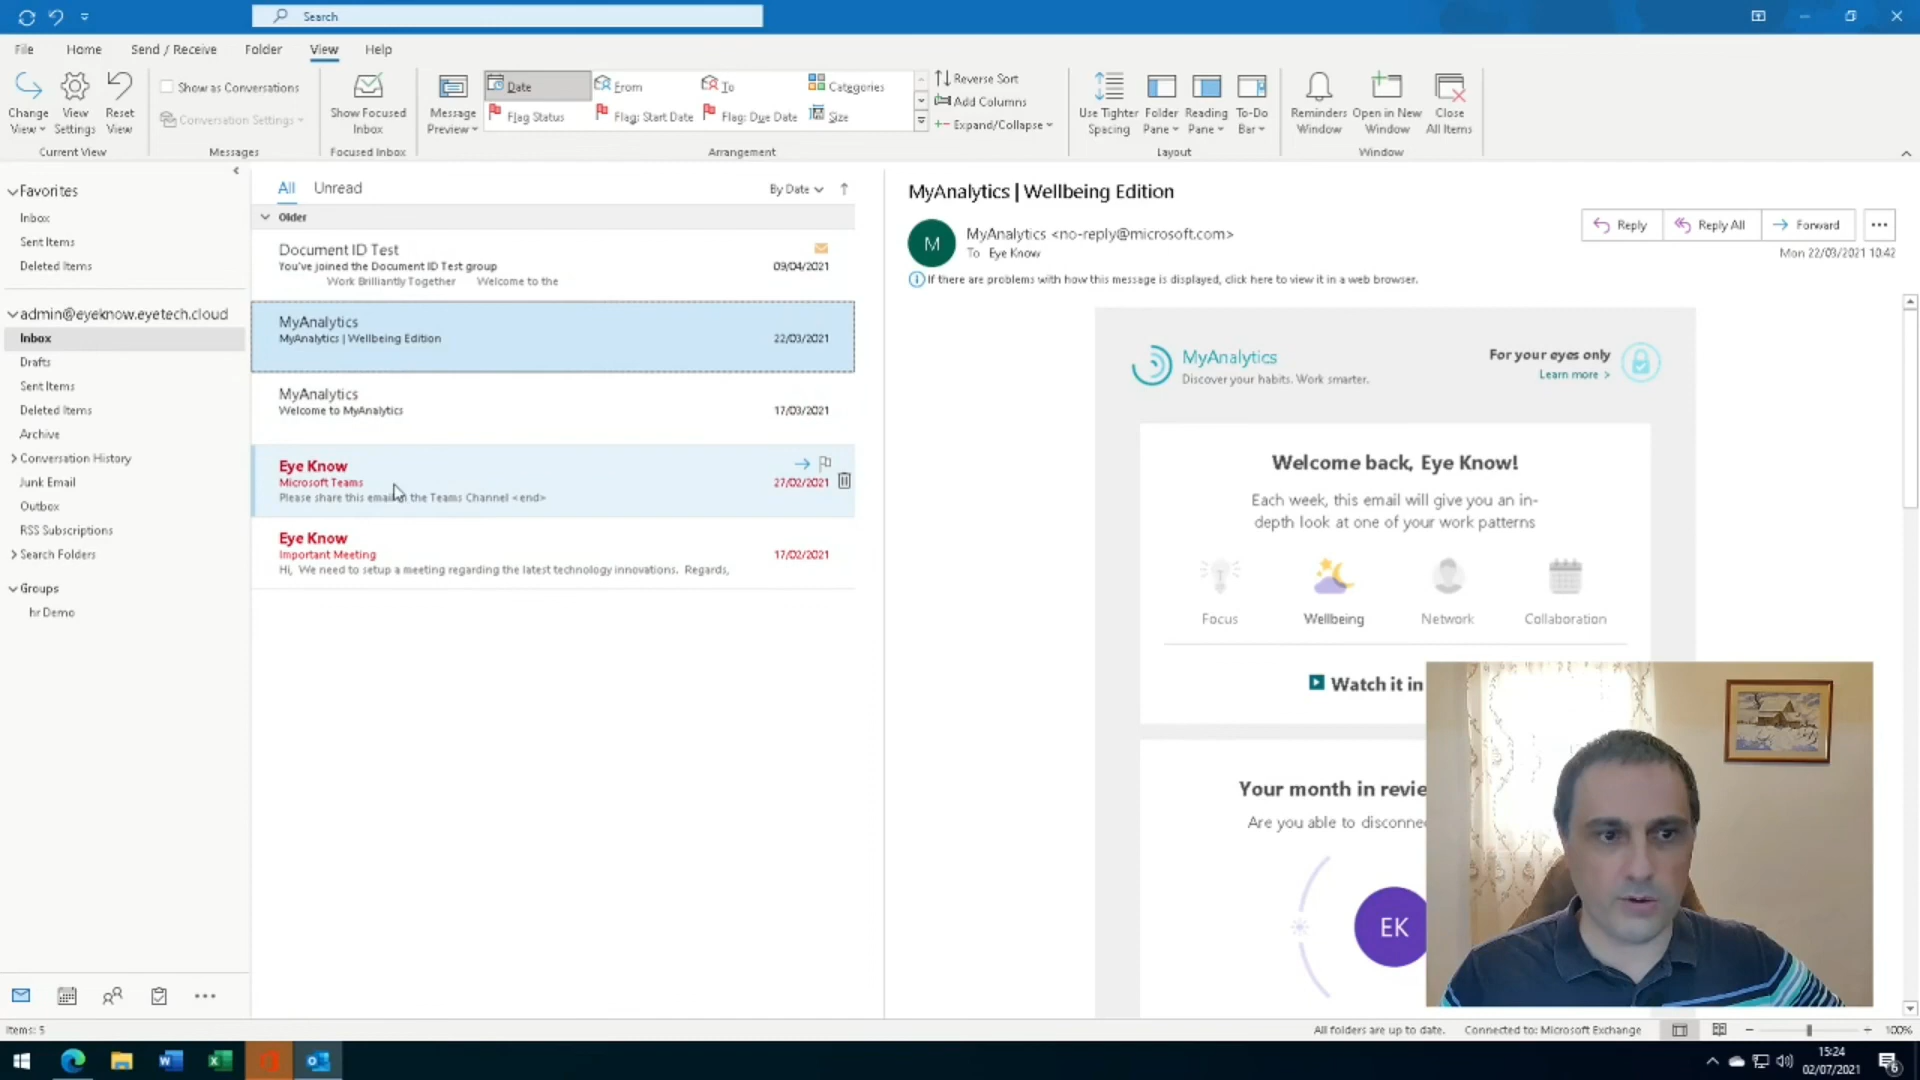 Search
File Home Send / Receive Folder View Help
Change View
View Settings
Reset View
Current View
Show as Conversations
Conversation Settings
Messages
Show Focused Inbox
Focused Inbox
Message Preview
Date
From
To
Categories
Flag Status
Flag: Start Date
Flag: Due Date
Size
Reverse Sort
Add Columns
Expand/Collapse
Arrangement
Use Tighter Spacing
Folder Pane
Reading Pane
To-Do Bar
Layout
Reminders Window
Open in New Window
Close All Items
Window
Favorites
Inbox
Sent Items
Deleted Items
admin@eyeknow.eyetech.cloud
Inbox
Drafts
Sent Items
Deleted Items
Archive
Conversation History
Junk Email
Outbox
RSS Subscriptions
Search Folders
Groups
hr Demo
All Unread By Date
Older
Document ID Test
You've joined the Document ID Test group 09/04/2021
Work Brilliantly Together Welcome to the
MyAnalytics
MyAnalytics | Wellbeing Edition 22/03/2021
MyAnalytics
Welcome to MyAnalytics 17/03/2021
Eye Know
Microsoft Teams 27/02/2021
Please share this email the Teams Channel <end>
Eye Know
Important Meeting 17/02/2021
Hi, We need to setup a meeting regarding the latest technology innovations. Regards,
MyAnalytics | Wellbeing Edition
M
MyAnalytics <no-reply@microsoft.com>
To Eye Know
Reply Reply All Forward
Mon 22/03/2021 10:42
If there are problems with how this message is displayed, click here to view it in a web browser.
MyAnalytics
Discover your habits. Work smarter.
For your eyes only
Learn more >
Welcome back, Eye Know!
Each week, this email will give you an in-
depth look at one of your work patterns
Focus Wellbeing Network Collaboration
Watch it in
Your month in revie
Are you able to disconne
EK
Items: 5
All folders are up to date. Connected to: Microsoft Exchange 100%
15:24
02/07/2021
6